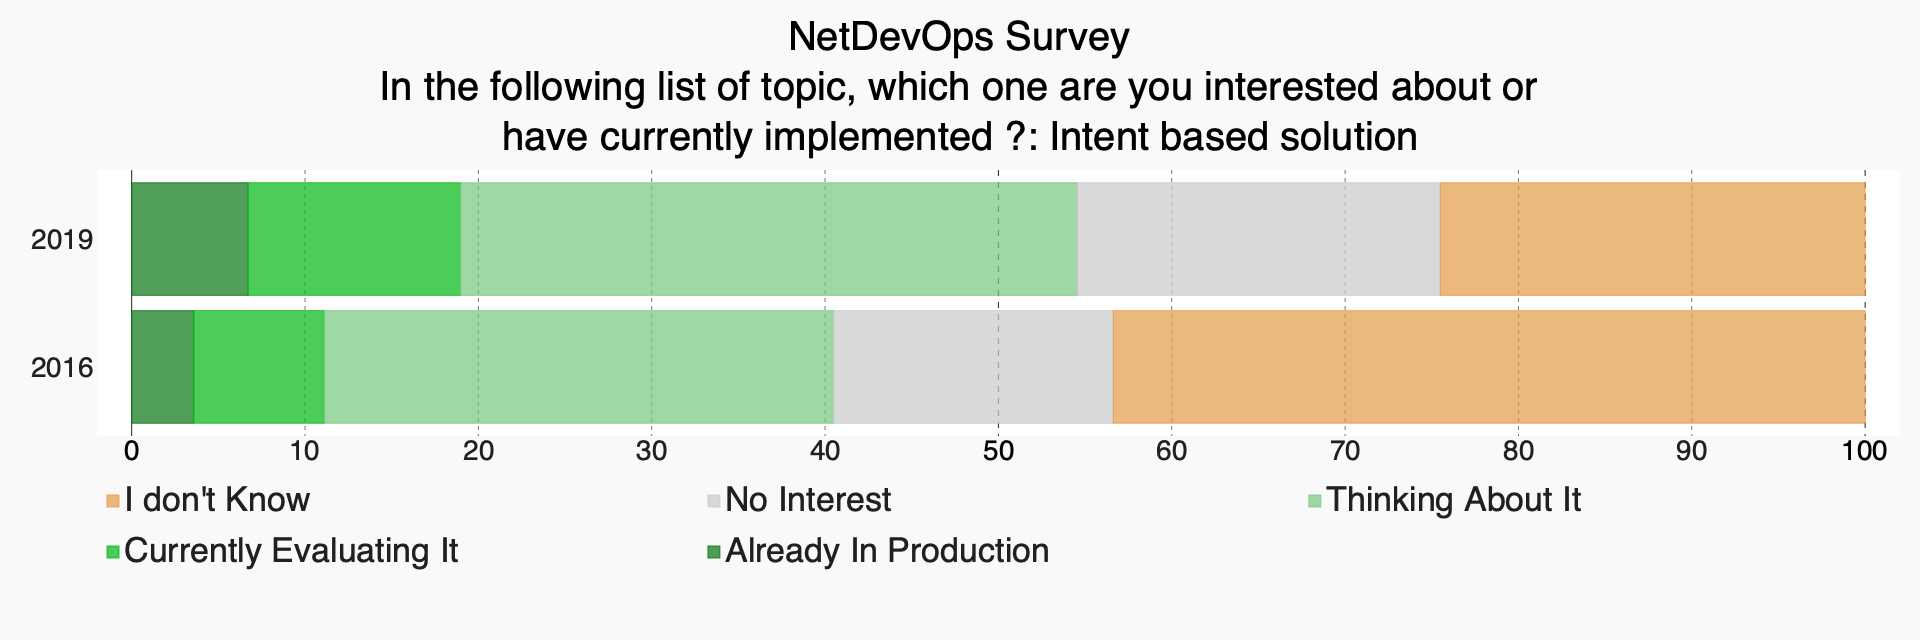 NetDevOps Survey
In the following list of topic, which one are you interested about or
have currently implemented ?: Intent based solution
2019
2016
0 10 20 30 40 50 60 70 80 90 100
I don't Know No Interest Thinking About It
Currently Evaluating It Already In Production